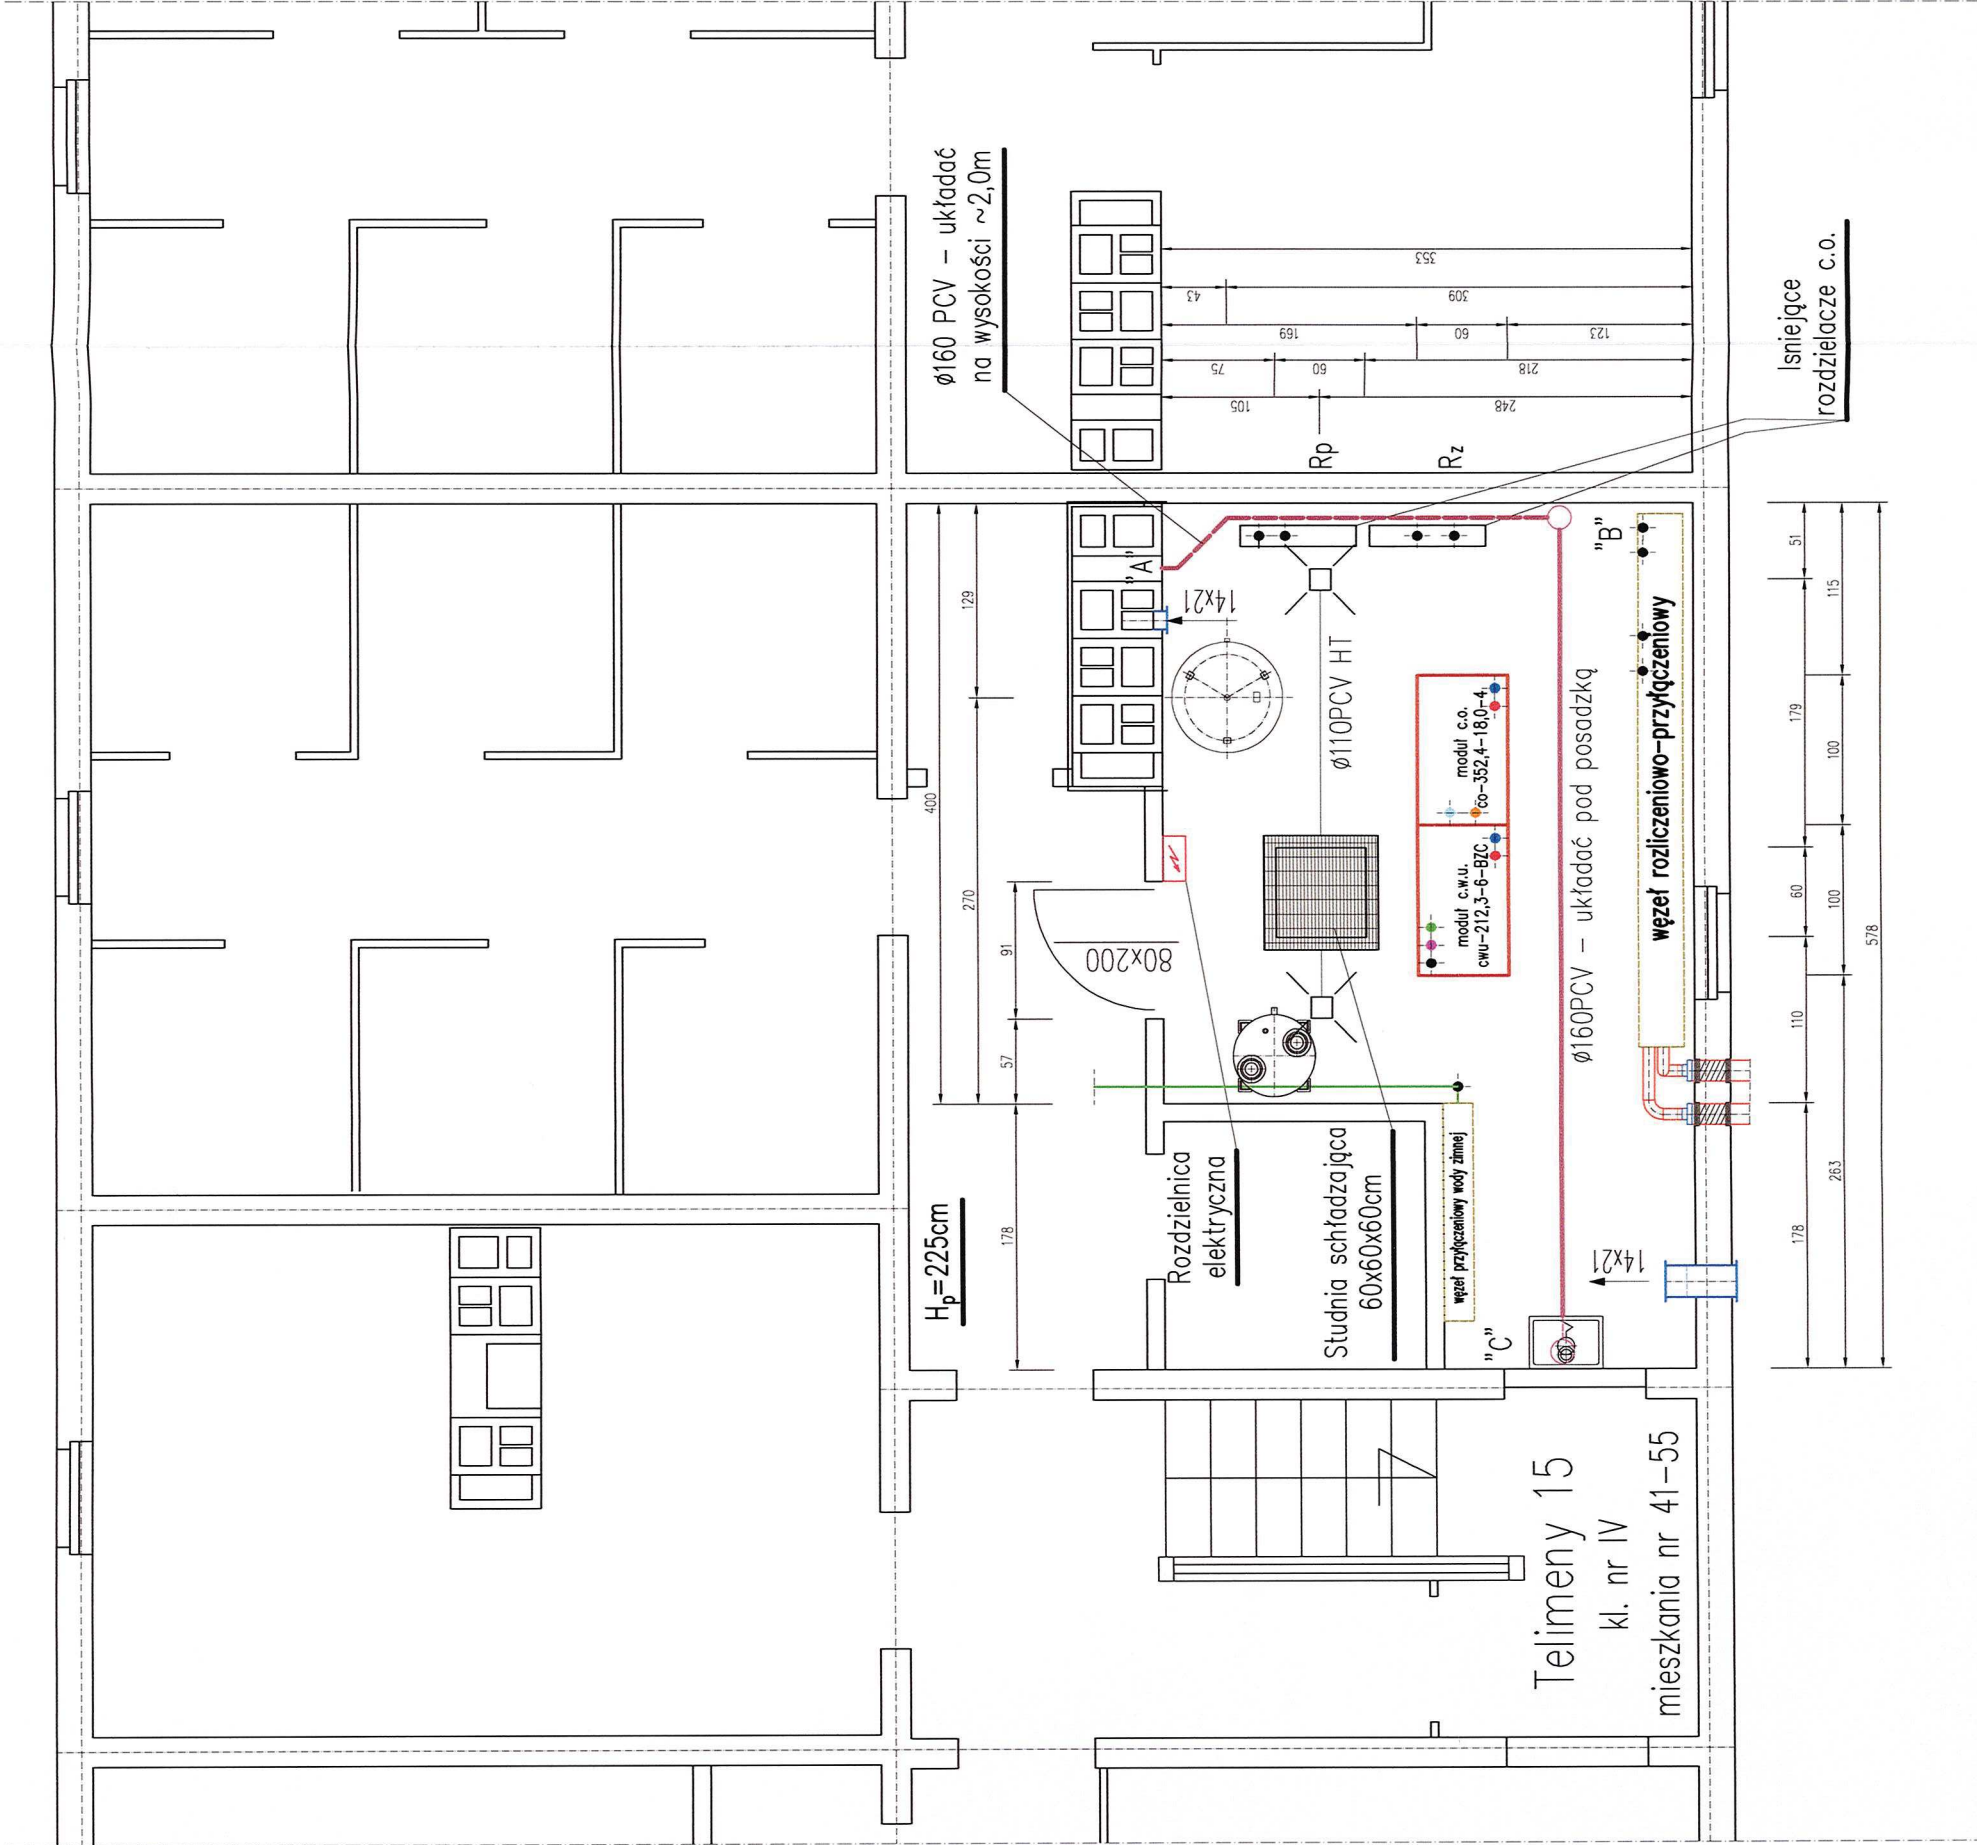 ø160 PCV – układać
na wysokości ~2,0m
Isniejące
rozdzielacze c.o.
353
43
309
169
60
123
75
60
218
105
248
Rp
Rz
"A"
14x21
"B"
ø110PCV HT
moduł c.o.
co-352,4-18,0-4
moduł c.w.u.
cwu-212,3-6-BZC
ø160PCV – układać pod posadzką
węzeł rozliczeniowo-przyłączeniowy
129
400
270
91
57
178
80x200
51
115
179
100
60
100
110
578
178
263
Hp=225cm
Rozdzielnica
elektryczna
Studnia schładzająca
60x60x60cm
węzeł przyłączeniowy wody zimnej
"C"
14x21
Telimeny 15
kl. nr IV
mieszkania nr 41-55